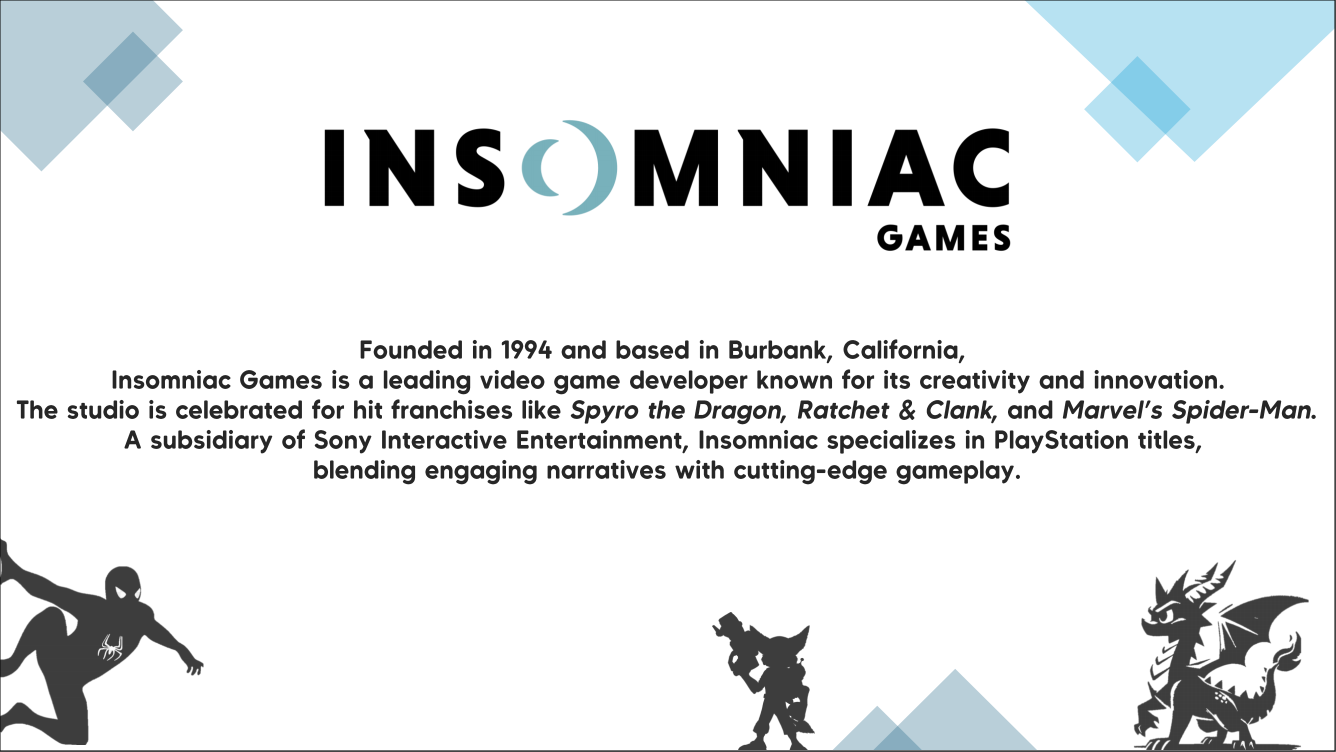 INSOMNIAC
GAMES
Founded in 1994 and based in Burbank, California,
Insomniac Games is a leading video game developer known for its creativity and innovation.
The studio is celebrated for hit franchises like Spyro the Dragon, Ratchet & Clank, and Marvel’s Spider-Man.
A subsidiary of Sony Interactive Entertainment, Insomniac specializes in PlayStation titles,
blending engaging narratives with cutting-edge gameplay.